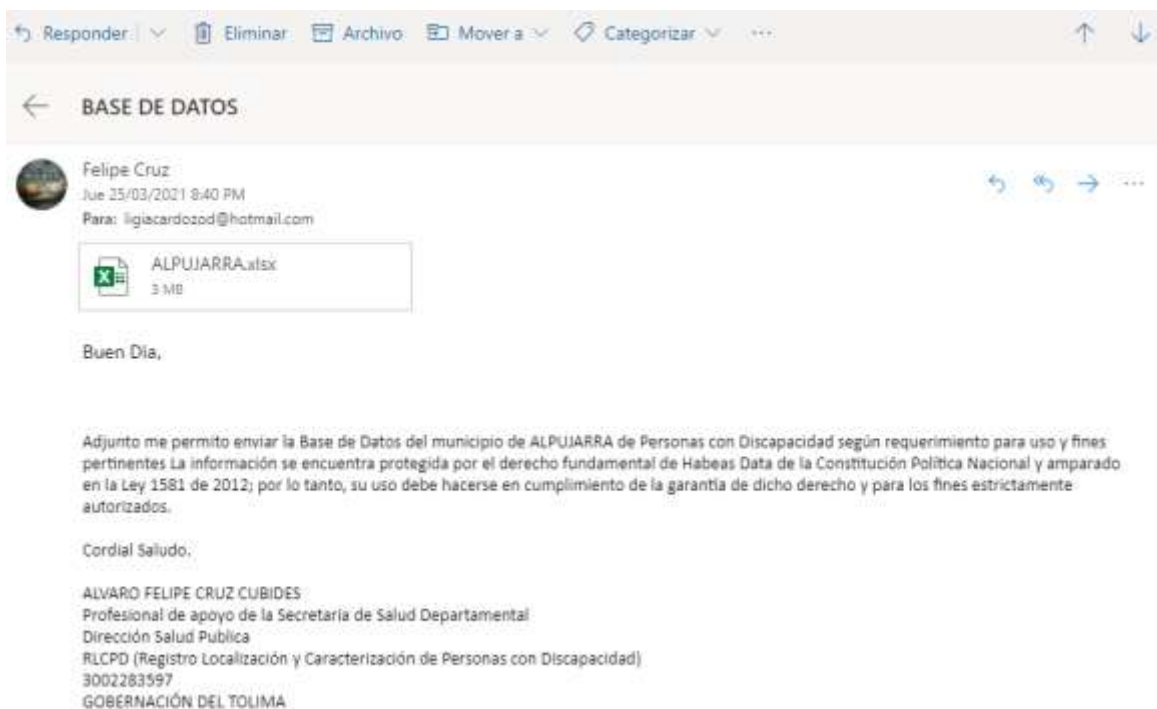 Responder Eliminar Archivo Mover a Categorizar ...
BASE DE DATOS
Felipe Cruz
Jue 25/03/2021 8:40 PM
Para: ligiacardozod@hotmail.com
ALPUJARRA.xlsx
3 MB
Buen Día,
Adjunto me permito enviar la Base de Datos del municipio de ALPUJARRA de Personas con Discapacidad según requerimiento para uso y fines
pertinentes La información se encuentra protegida por el derecho fundamental de Habeas Data de la Constitución Política Nacional y amparado
en la Ley 1581 de 2012; por lo tanto, su uso debe hacerse en cumplimiento de la garantía de dicho derecho y para los fines estrictamente
autorizados.
Cordial Saludo.
ALVARO FELIPE CRUZ CUBIDES
Profesional de apoyo de la Secretaría de Salud Departamental
Dirección Salud Publica
RLCPD (Registro Localización y Caracterización de Personas con Discapacidad)
3002283597
GOBERNACIÓN DEL TOLIMA